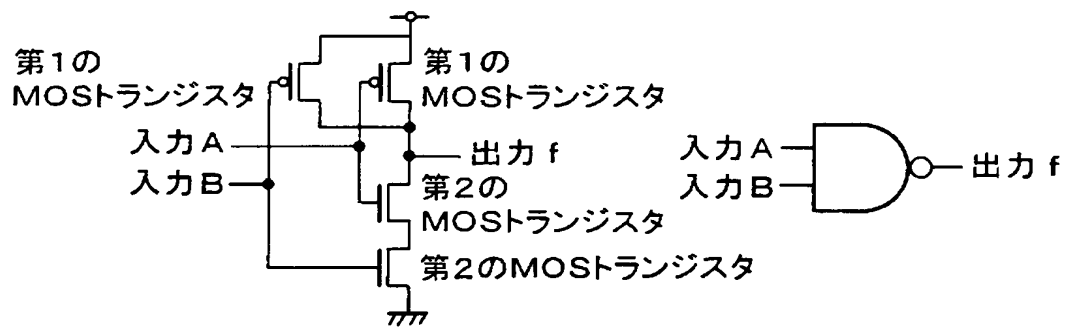 第1の
MOSトランジスタ
第1の
MOSトランジスタ
入力A
出力f
入力B
第2の
MOSトランジスタ
第2のMOSトランジスタ
入力A
入力B
出力f